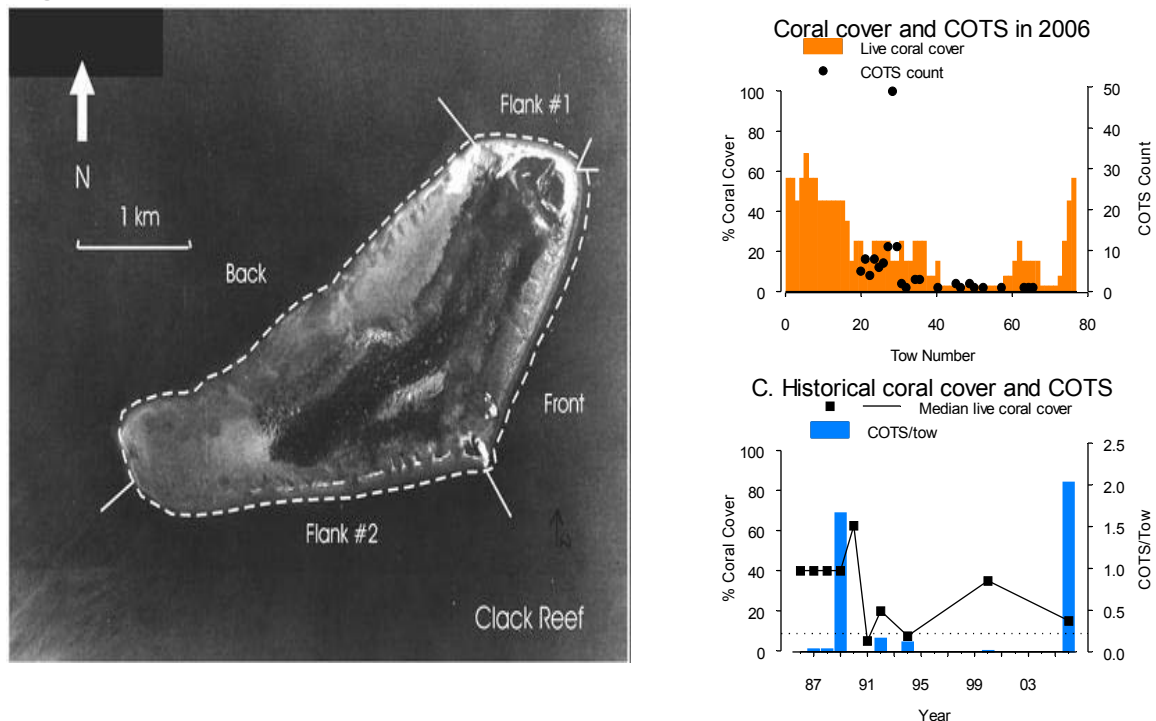 Flank #1
N
1 km
Back
Front
Flank #2
Clack Reef
Coral cover and COTS in 2006
Live coral cover
COTS count
100
80
60
40
20
0
% Coral Cover
50
40
30
20
10
0
COTS Count
0 20 40 60 80
Tow Number
C. Historical coral cover and COTS
Median live coral cover
COTS/tow
100
80
60
40
20
0
% Coral Cover
2.5
2.0
1.5
1.0
0.5
0.0
COTS/Tow
87 91 95 99 03
Year